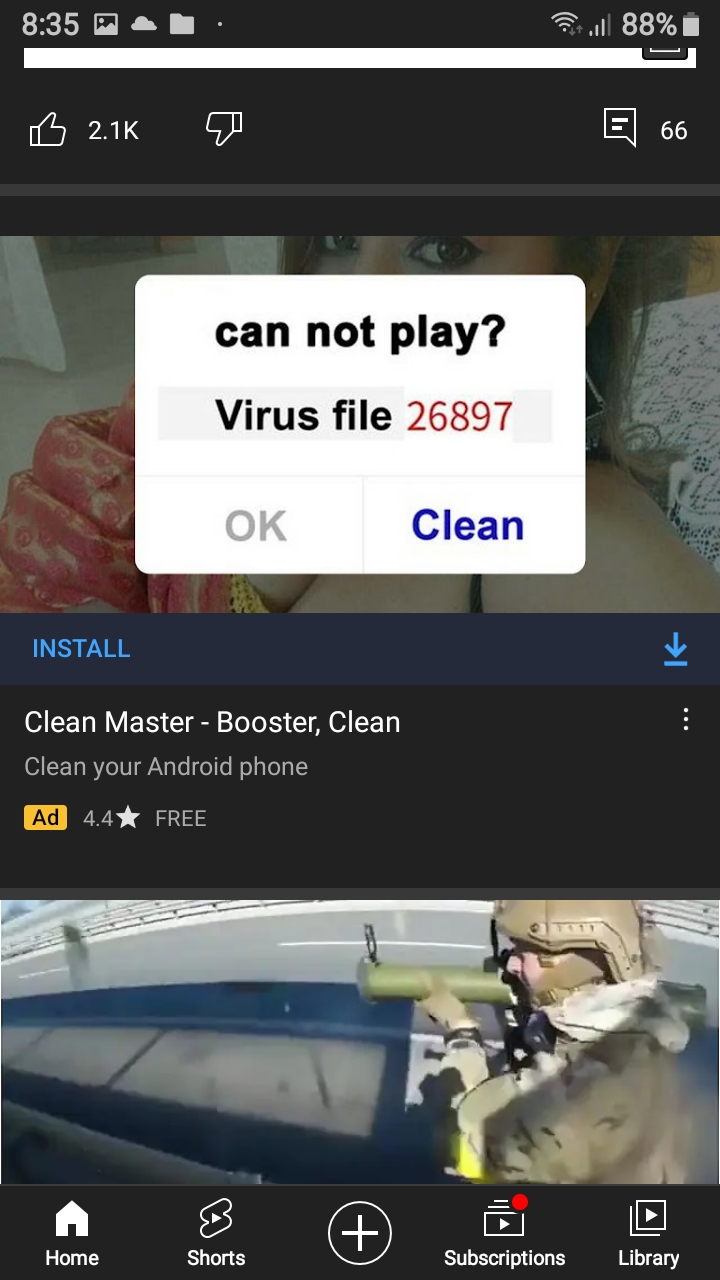 8:35 88%
2.1K 66
can not play?
Virus file 26897
OK Clean
INSTALL
Clean Master - Booster, Clean
Clean your Android phone
Ad 4.4★ FREE
Home Shorts Subscriptions Library